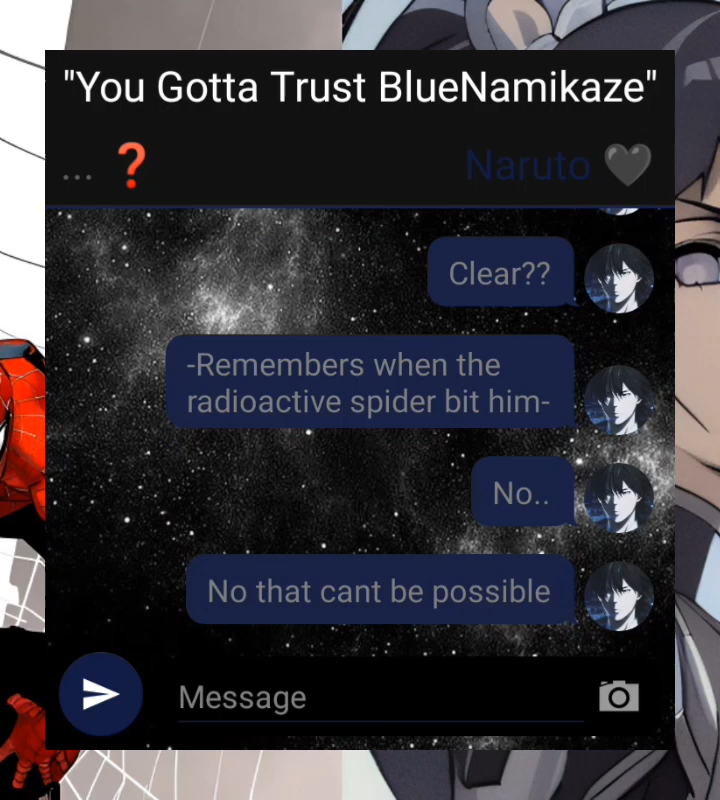 "You Gotta Trust BlueNamikaze"
... ❓ Naruto 🖤
Clear??
-Remembers when the
radioactive spider bit him-
No..
No that cant be possible
Message